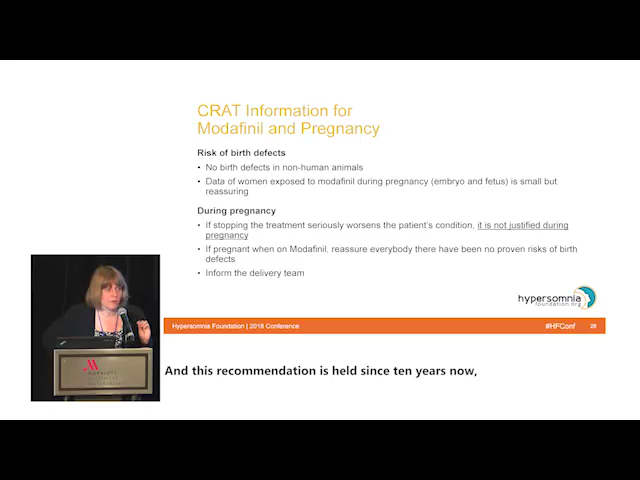 CRAT Information for
Modafinil and Pregnancy
Risk of birth defects
• No birth defects in non-human animals
• Data of women exposed to modafinil during pregnancy (embryo and fetus) is small but
reassuring
During pregnancy
• If stopping the treatment seriously worsens the patient's condition, it is not justified during
pregnancy
• If pregnant when on Modafinil, reassure everybody there have been no proven risks of birth
defects
• Inform the delivery team
hypersomnia
foundation.org
Hypersomnia Foundation | 2018 Conference
#HFConf
28
Marriott
And this recommendation is held since ten years now,